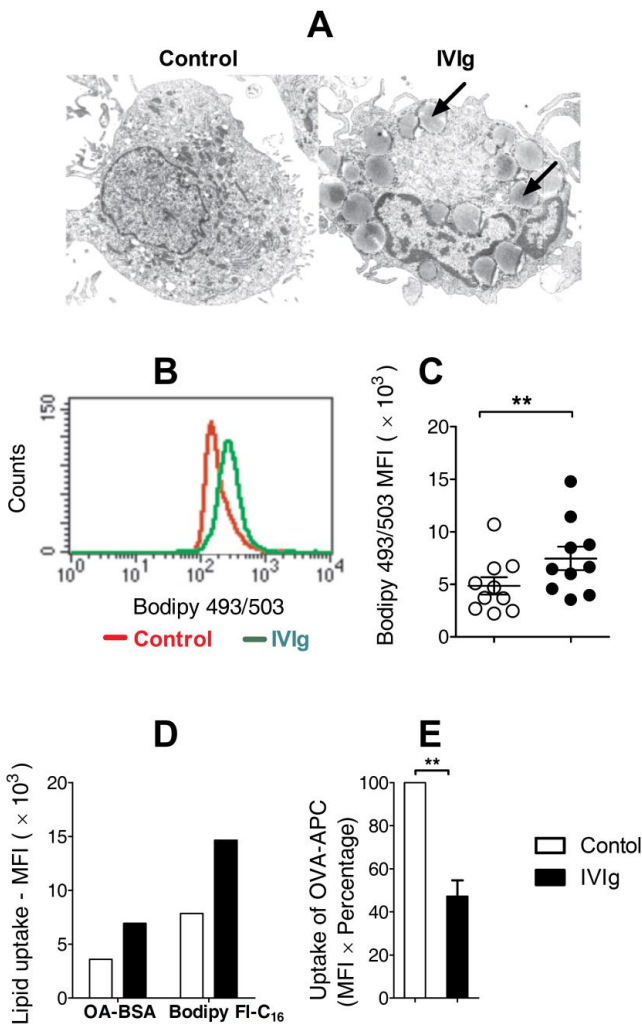 A
Control
IVIg
B
150
0
Counts
10⁰
10¹
10²
10⁻³
10⁴
Bodipy 493/503
Control
IVIg
C
**
20
15
10
5
0
Bodipy 493/503 MFI ( × 10³)
D
20
15
10
5
0
Lipid uptake - MFI ( × 10³)
OA-BSA
Bodipy Fl-C₁₆
E
**
100
80
60
40
20
0
Uptake of OVA-APC
(MFI × Percentage)
Contol
IVIg